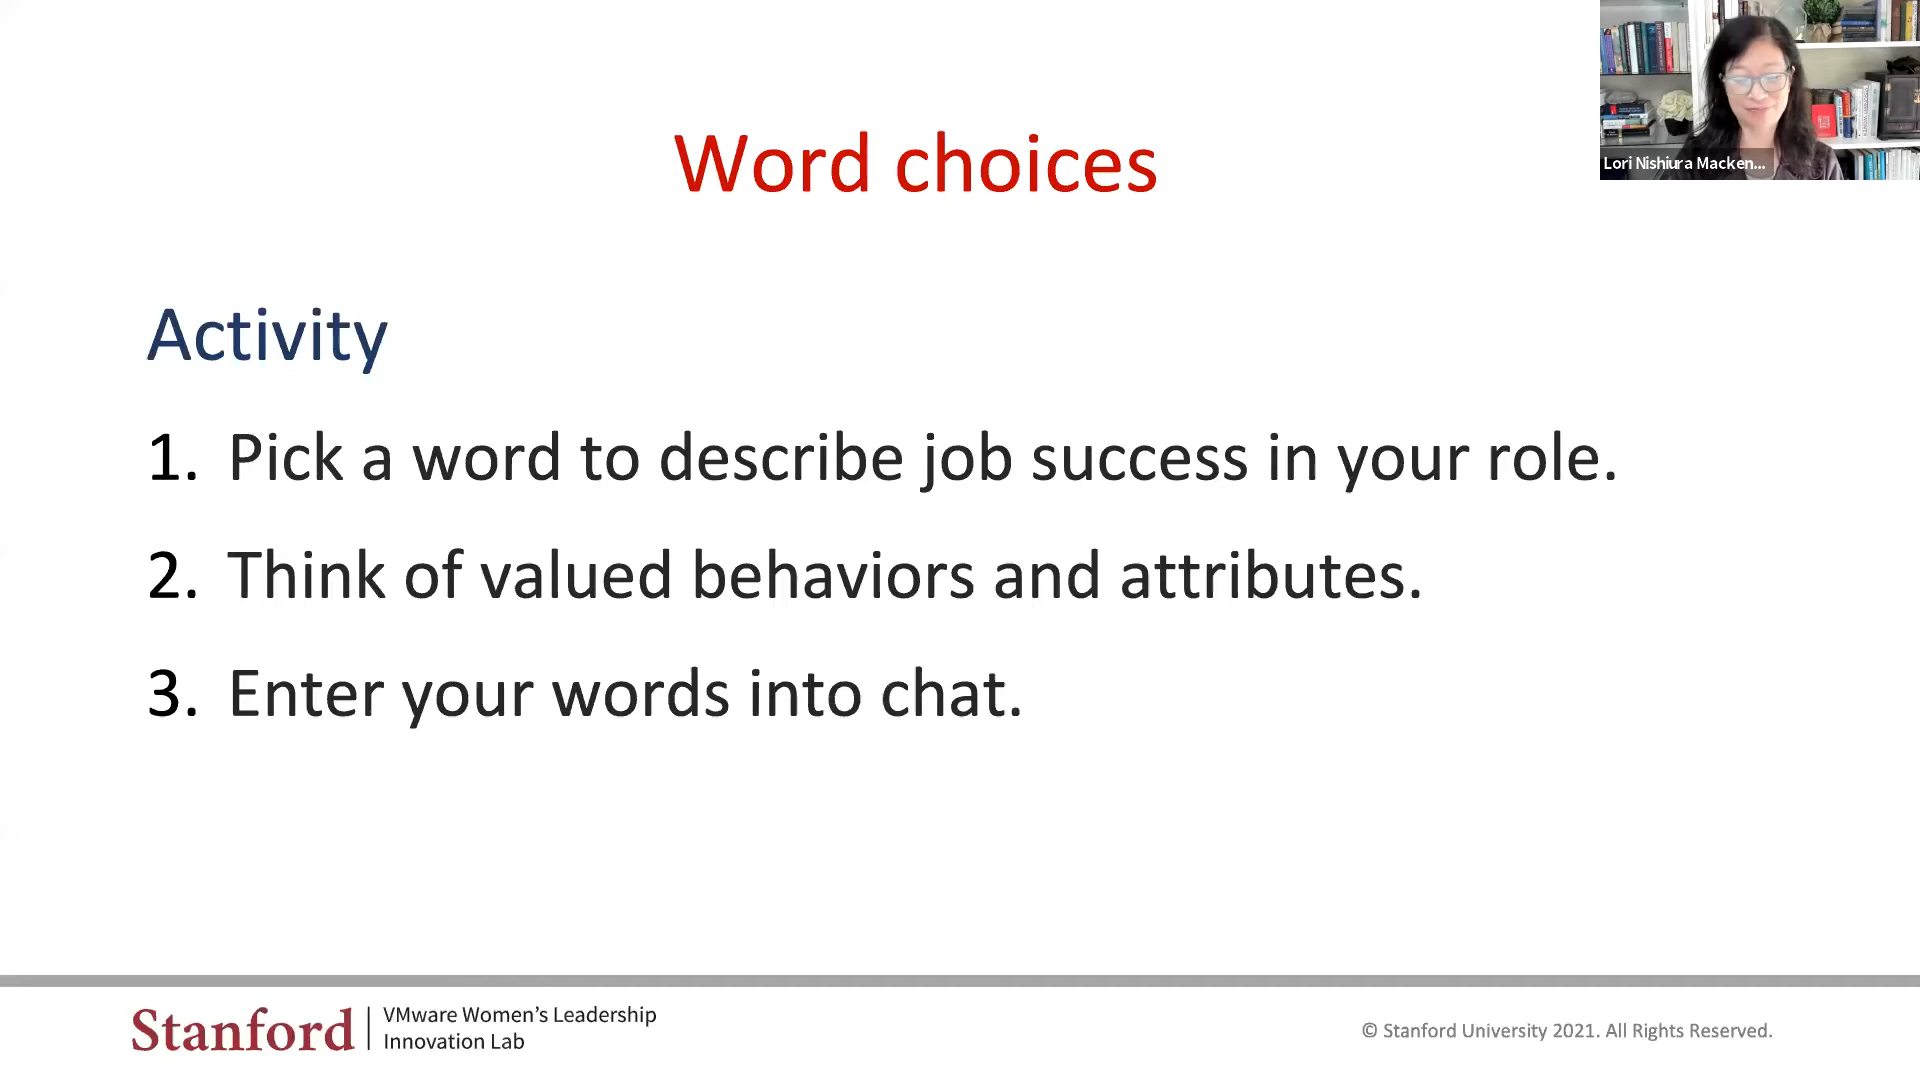 Word choices
Lori Nishiura Macken...
Activity
1. Pick a word to describe job success in your role.
2. Think of valued behaviors and attributes.
3. Enter your words into chat.
Stanford
VMware Women's Leadership
Innovation Lab
© Stanford University 2021. All Rights Reserved.